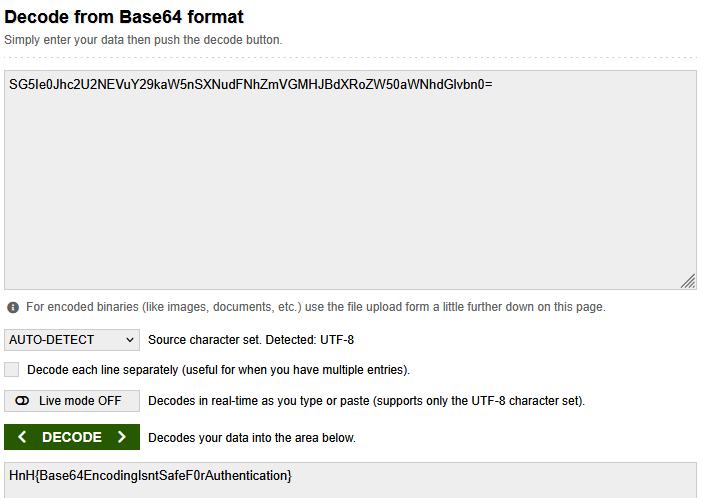 Decode from Base64 format
Simply enter your data then push the decode button.
SG5Ie0Jhc2U2NEVuY29kaW5nSXNudFNhZmVGMHJBdXRoZW50aWNhdGlvbn0=
For encoded binaries (like images, documents, etc.) use the file upload form a little further down on this page.
AUTO-DETECT Source character set. Detected: UTF-8
Decode each line separately (useful for when you have multiple entries).
Live mode OFF Decodes in real-time as you type or paste (supports only the UTF-8 character set).
< DECODE > Decodes your data into the area below.
HnH{Base64EncodingIsntSafeF0rAuthentication}